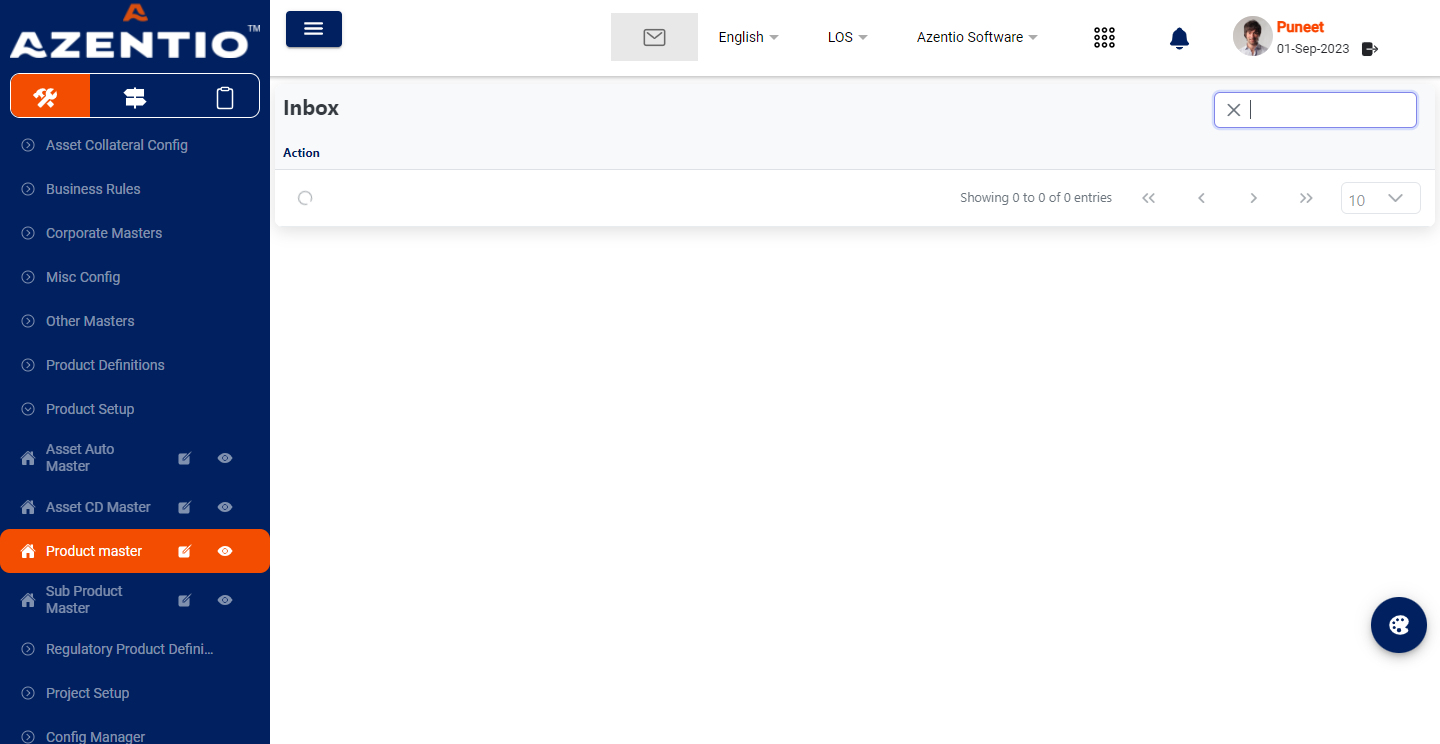 AZENTIO™
English
LOS
Azentio Software
Puneet
01-Sep-2023
Inbox
Action
Showing 0 to 0 of 0 entries
10
Asset Collateral Config
Business Rules
Corporate Masters
Misc Config
Other Masters
Product Definitions
Product Setup
Asset Auto
Master
Asset CD Master
Product master
Sub Product
Master
Regulatory Product Defini...
Project Setup
Config Manager